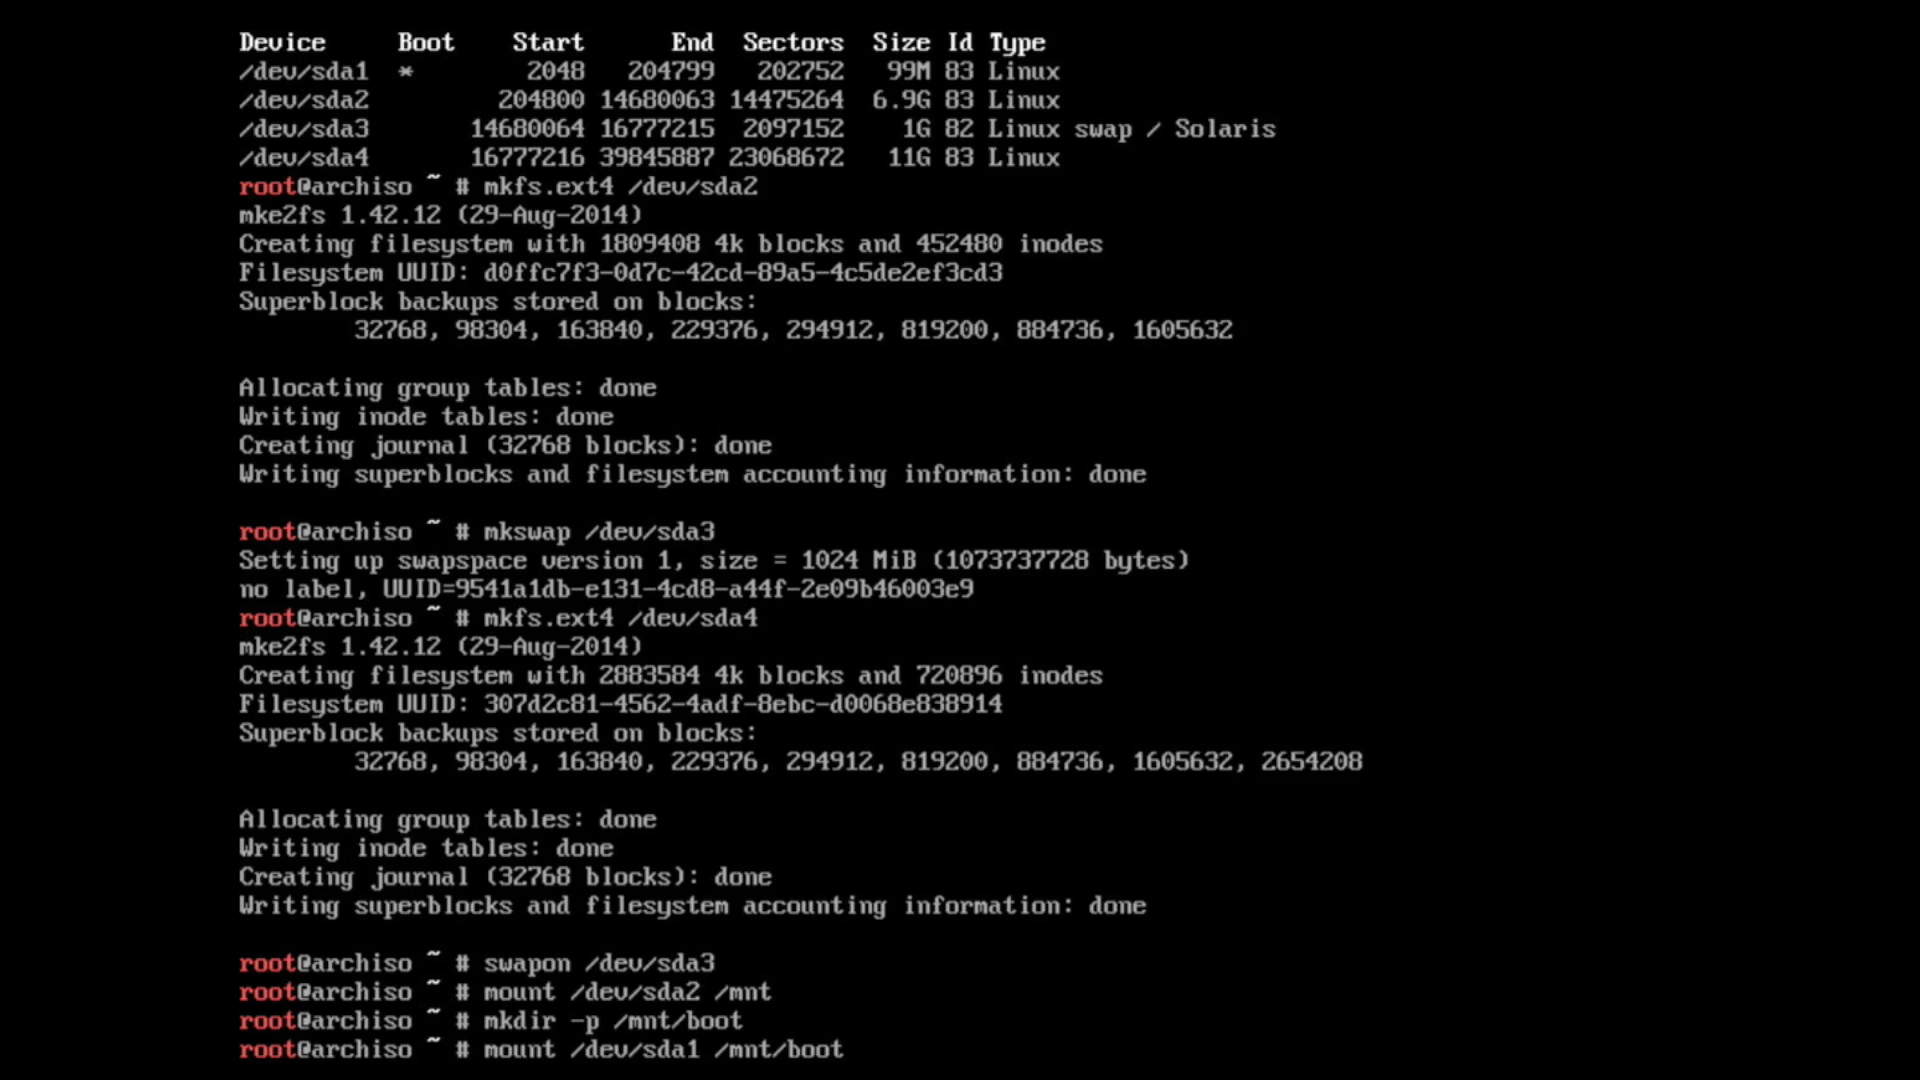 Device     Boot    Start      End  Sectors  Size Id Type
/dev/sda1  *        2048   204799   202752   99M 83 Linux
/dev/sda2         204800 14680063 14475264  6.9G 83 Linux
/dev/sda3       14680064 16777215  2097152    1G 82 Linux swap / Solaris
/dev/sda4       16777216 39845887 23068672   11G 83 Linux
root@archiso ~ # mkfs.ext4 /dev/sda2
mke2fs 1.42.12 (29-Aug-2014)
Creating filesystem with 1809408 4k blocks and 452480 inodes
Filesystem UUID: d0ffc7f3-0d7c-42cd-89a5-4c5de2ef3cd3
Superblock backups stored on blocks:
        32768, 98304, 163840, 229376, 294912, 819200, 884736, 1605632
Allocating group tables: done
Writing inode tables: done
Creating journal (32768 blocks): done
Writing superblocks and filesystem accounting information: done
root@archiso ~ # mkswap /dev/sda3
Setting up swapspace version 1, size = 1024 MiB (1073737728 bytes)
no label, UUID=9541a1db-e131-4cd8-a44f-2e09b46003e9
root@archiso ~ # mkfs.ext4 /dev/sda4
mke2fs 1.42.12 (29-Aug-2014)
Creating filesystem with 2883584 4k blocks and 720896 inodes
Filesystem UUID: 307d2c81-4562-4adf-8ebc-d0068e838914
Superblock backups stored on blocks:
        32768, 98304, 163840, 229376, 294912, 819200, 884736, 1605632, 2654208
Allocating group tables: done
Writing inode tables: done
Creating journal (32768 blocks): done
Writing superblocks and filesystem accounting information: done
root@archiso ~ # swapon /dev/sda3
root@archiso ~ # mount /dev/sda2 /mnt
root@archiso ~ # mkdir -p /mnt/boot
root@archiso ~ # mount /dev/sda1 /mnt/boot